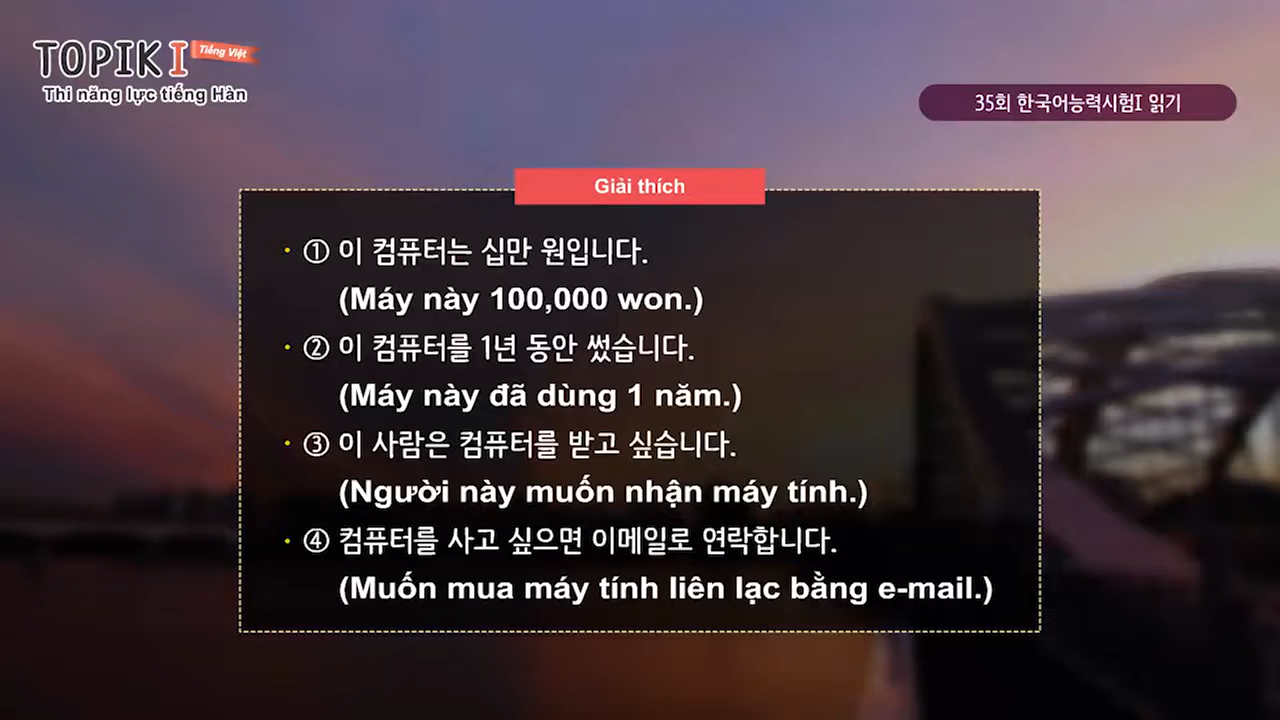 TOPIK I Tiếng Việt
Thi năng lực tiếng Hàn
35회 한국어능력시험I 읽기
Giải thích
• ① 이 컴퓨터는 십만 원입니다.
(Máy này 100,000 won.)
• ② 이 컴퓨터를 1년 동안 썼습니다.
(Máy này đã dùng 1 năm.)
• ③ 이 사람은 컴퓨터를 받고 싶습니다.
(Người này muốn nhận máy tính.)
• ④ 컴퓨터를 사고 싶으면 이메일로 연락합니다.
(Muốn mua máy tính liên lạc bằng e-mail.)